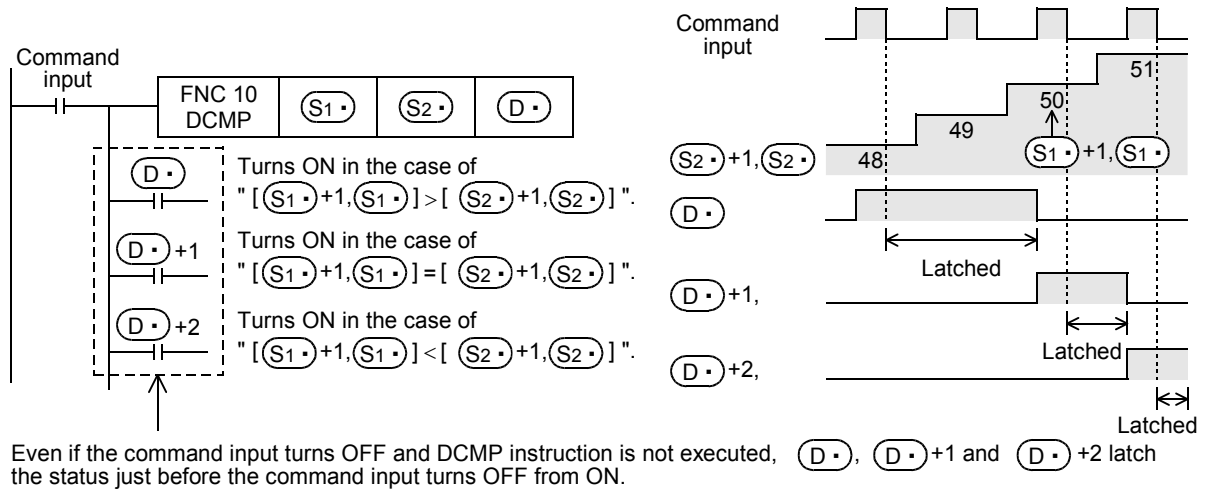 Command
input
FNC 10
DCMP
S1 ·
S2 ·
D ·
D ·
Turns ON in the case of
" [ S1 · +1, S1 · ] > [ S2 · +1, S2 · ] ".
D · +1
Turns ON in the case of
" [ S1 · +1, S1 · ] = [ S2 · +1, S2 · ] ".
D · +2
Turns ON in the case of
" [ S1 · +1, S1 · ] < [ S2 · +1, S2 · ] ".
Command
input
S2 · +1, S2 ·
48
49
50
51
S1 · +1, S1 ·
D ·
Latched
D · +1,
Latched
D · +2,
Latched
Even if the command input turns OFF and DCMP instruction is not executed, D · , D · +1 and D · +2 latch
the status just before the command input turns OFF from ON.